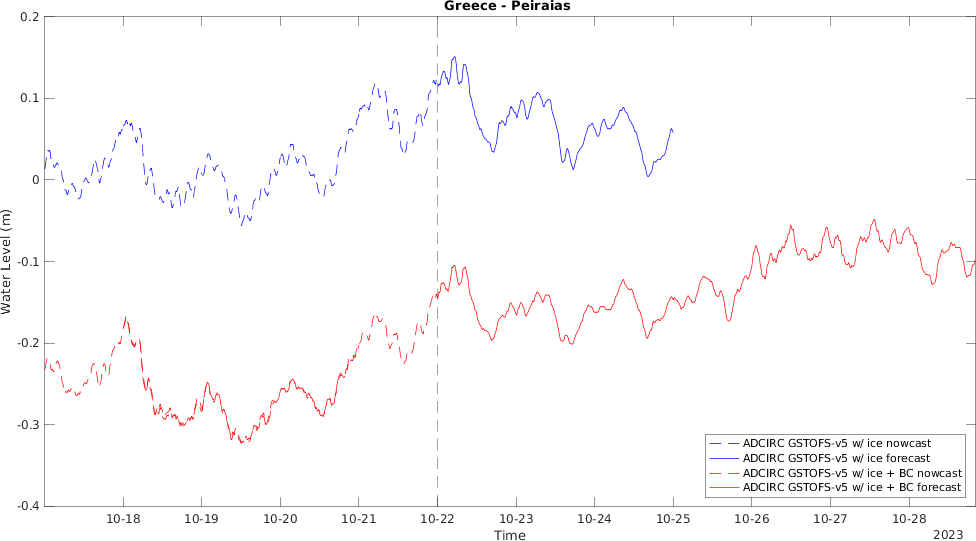 Greece - Peiraias
0.2
0.1
0
-0.1
-0.2
-0.3
-0.4
Water Level (m)
ADCIRC GSTOFS-v5 w/ ice nowcast
ADCIRC GSTOFS-v5 w/ ice forecast
ADCIRC GSTOFS-v5 w/ ice + BC nowcast
ADCIRC GSTOFS-v5 w/ ice + BC forecast
10-18 10-19 10-20 10-21 10-22 10-23 10-24 10-25 10-26 10-27 10-28
Time
2023